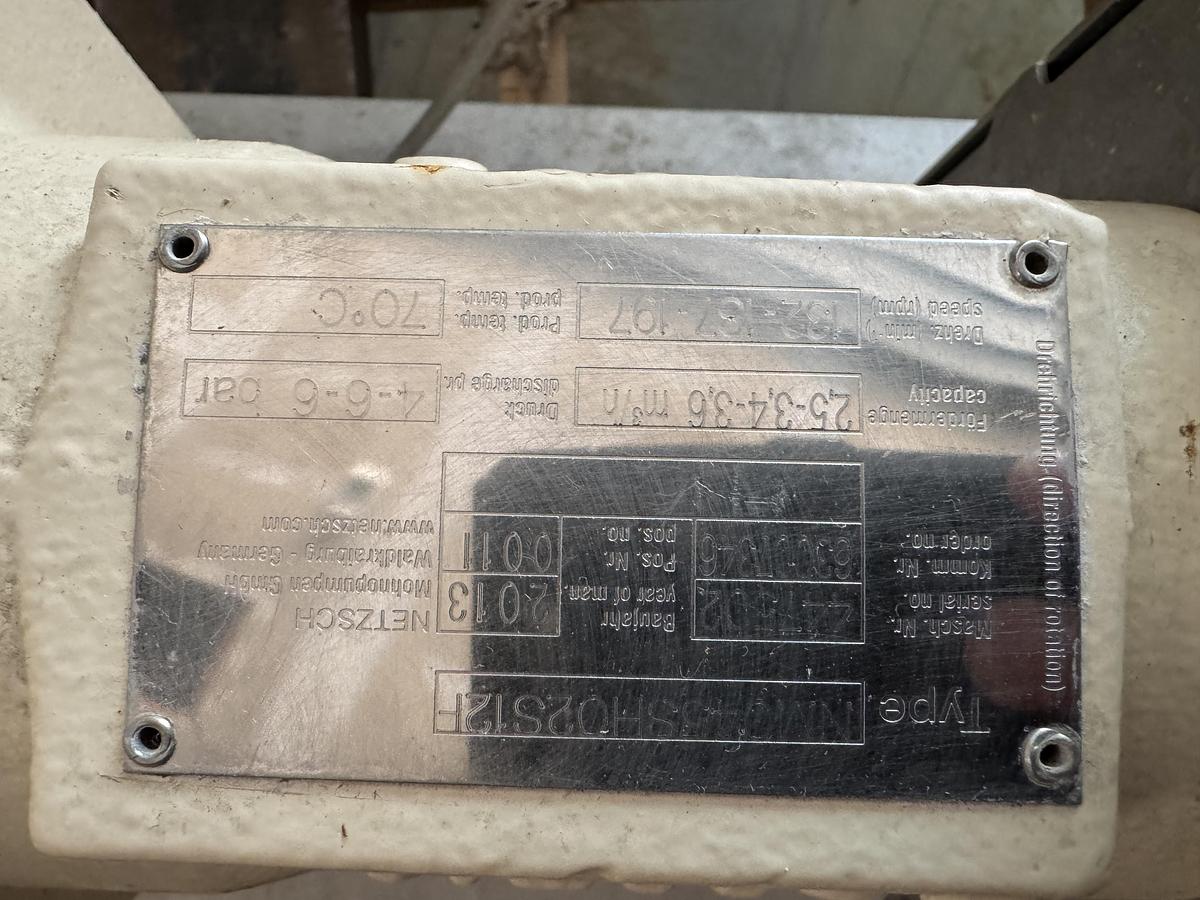 Type.
NM045SH02S12F
Masch. Nr.
serial no.
Baujahr
year of man.
2013
NETZSCH
Mohnopumpen GmbH
Waldkraiburg - Germany
www.netzsch.com
Komm. Nr.
order no.
Pos. Nr.
pos. no.
0011
Fördermenge
capacity
2,5-3,4-3,6 m³/h
Druck
discharge pr.
4-6-6 bar
Drehz. (min⁻¹)
speed (rpm)
132-187-197
Prod. temp.
prod. temp.
70°C
Drehrichtung (direction of rotation)